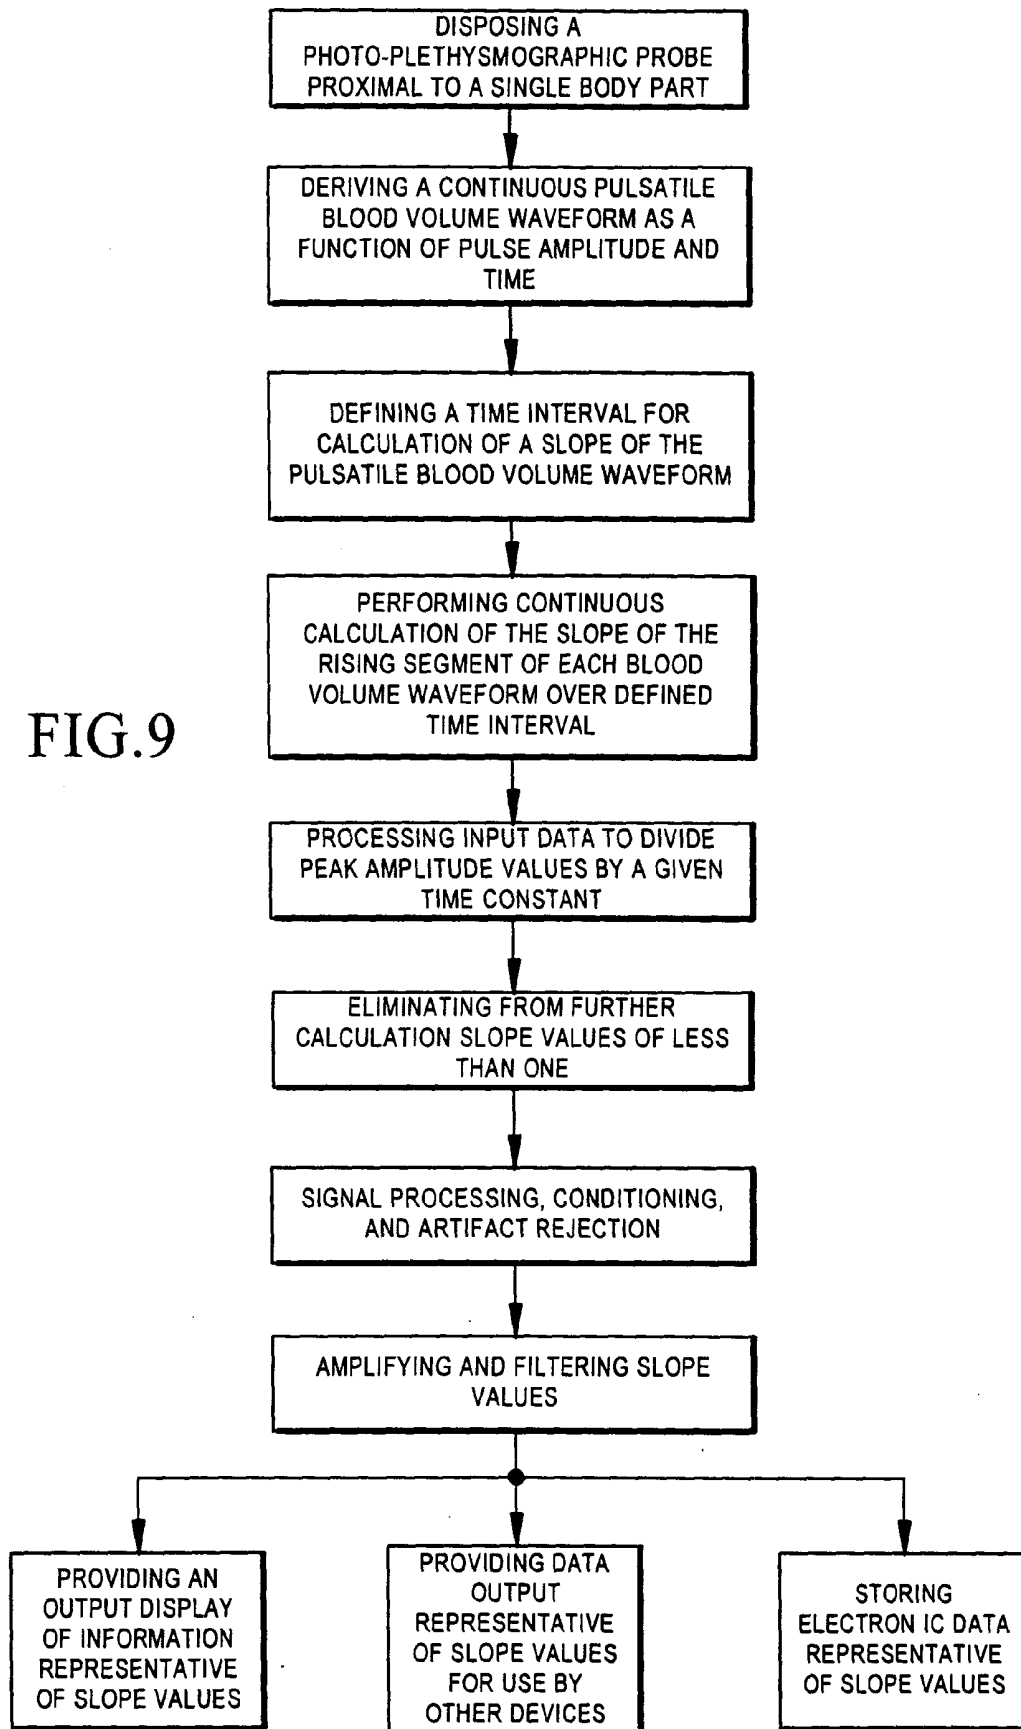 DISPOSING A
PHOTO-PLETHYSMOGRAPHIC PROBE
PROXIMAL TO A SINGLE BODY PART
DERIVING A CONTINUOUS PULSATILE
BLOOD VOLUME WAVEFORM AS A
FUNCTION OF PULSE AMPLITUDE AND
TIME
DEFINING A TIME INTERVAL FOR
CALCULATION OF A SLOPE OF THE
PULSATILE BLOOD VOLUME WAVEFORM
PERFORMING CONTINUOUS
CALCULATION OF THE SLOPE OF THE
RISING SEGMENT OF EACH BLOOD
VOLUME WAVEFORM OVER DEFINED
TIME INTERVAL
FIG.9
PROCESSING INPUT DATA TO DIVIDE
PEAK AMPLITUDE VALUES BY A GIVEN
TIME CONSTANT
ELIMINATING FROM FURTHER
CALCULATION SLOPE VALUES OF LESS
THAN ONE
SIGNAL PROCESSING, CONDITIONING,
AND ARTIFACT REJECTION
AMPLIFYING AND FILTERING SLOPE
VALUES
PROVIDING AN
OUTPUT DISPLAY
OF INFORMATION
REPRESENTATIVE
OF SLOPE VALUES
PROVIDING DATA
OUTPUT
REPRESENTATIVE
OF SLOPE VALUES
FOR USE BY
OTHER DEVICES
STORING
ELECTRON IC DATA
REPRESENTATIVE
OF SLOPE VALUES